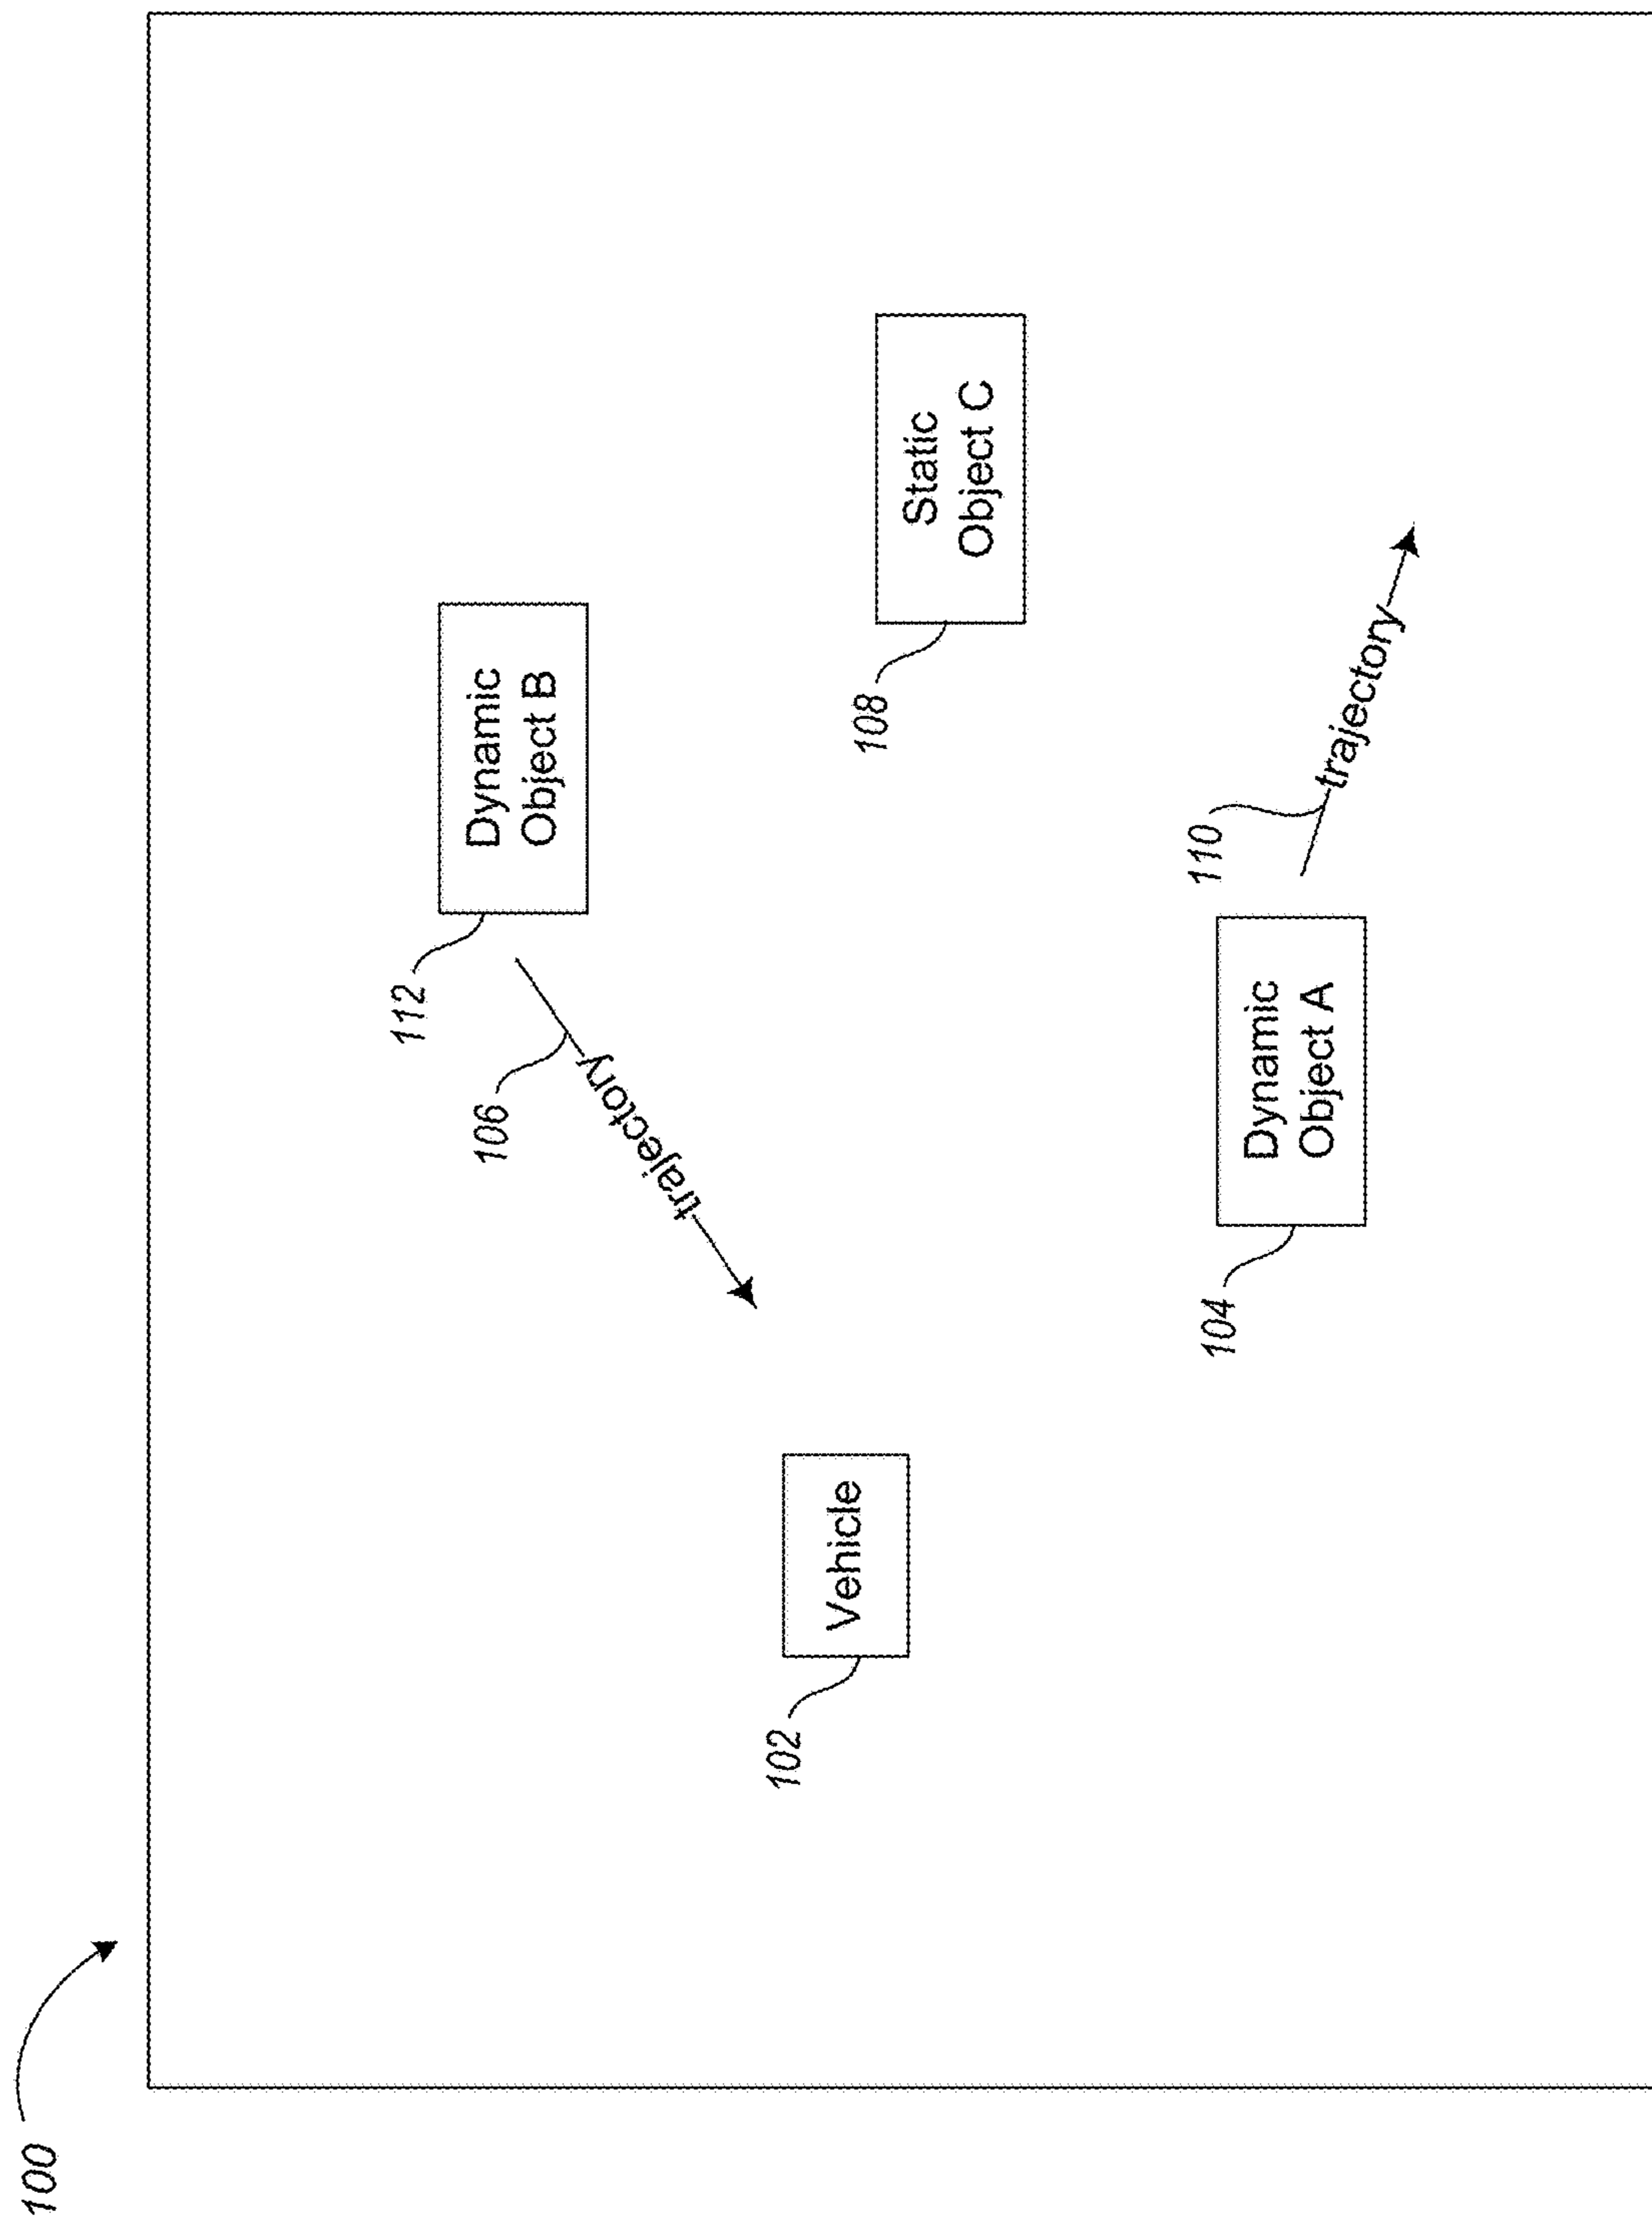 100
112
Dynamic
Object B
106
trajectory
102
Vehicle
108
Static
Object C
110
trajectory
104
Dynamic
Object A